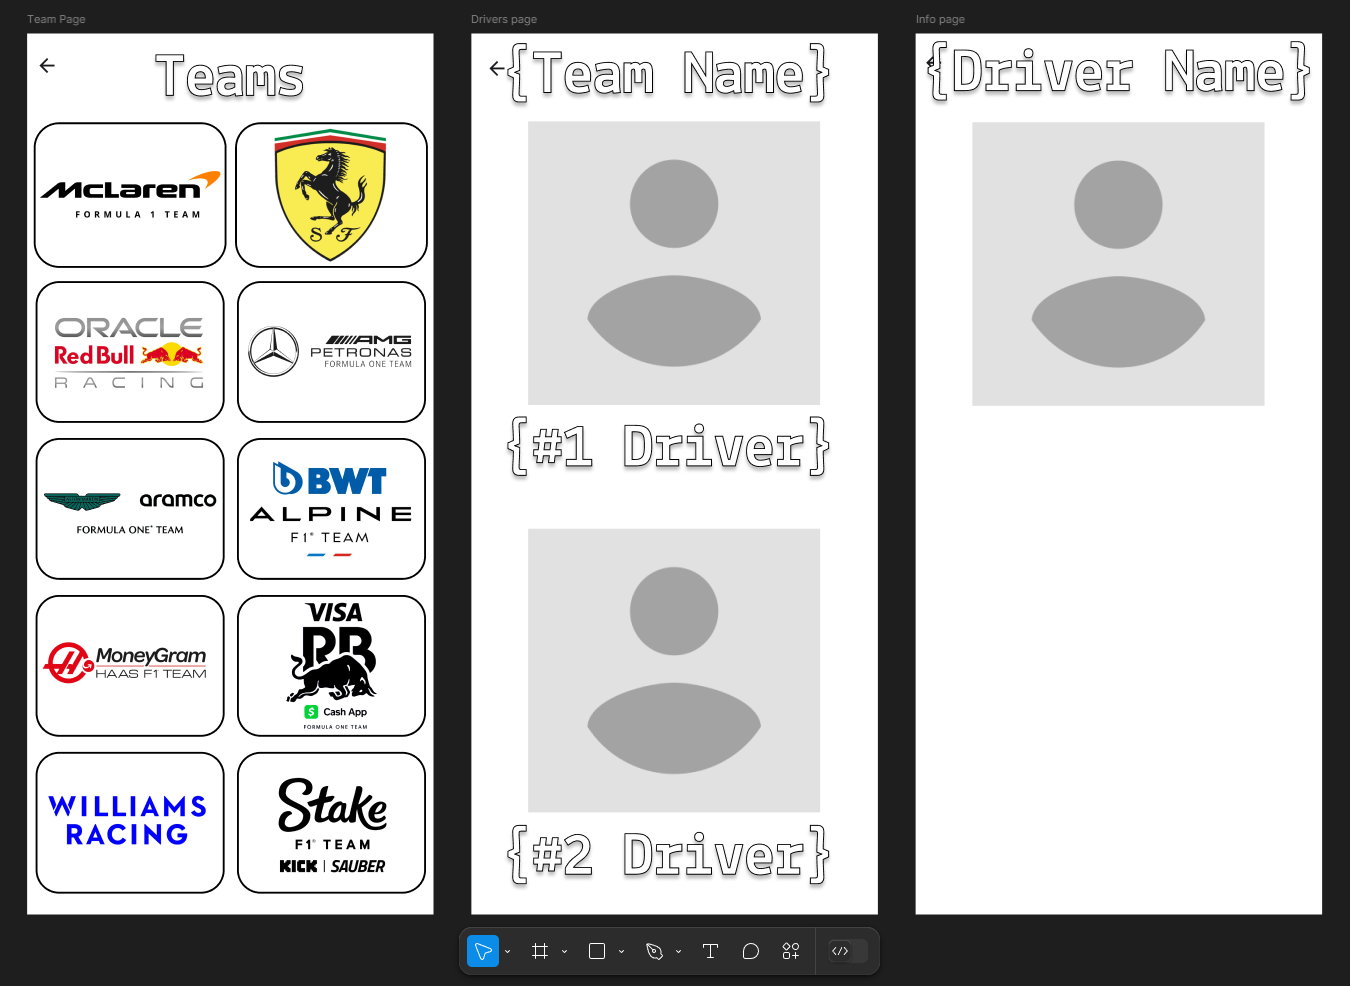 Team Page
Drivers page
Info page
Teams
{Team Name}
{Driver Name}
McLaren
FORMULA 1 TEAM
S F
ORACLE
Red Bull
RACING
AMG
PETRONAS
FORMULA ONE TEAM
aramco
FORMULA ONE® TEAM
BWT
ALPINE
F1® TEAM
MoneyGram
HAAS F1 TEAM
VISA
RB
Cash App
FORMULA ONE TEAM
WILLIAMS
RACING
Stake
F1® TEAM
KICK | SAUBER
{#1 Driver}
{#2 Driver}